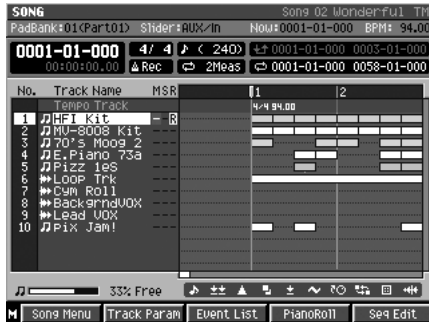 SONG Song 02 Wonderful TM
PadBank:01(Part01) Slider:AUX/In Now:0001-01-000 BPM: 94.00
0001-01-000 4/ 4 ♪ ( 240) 0001-01-000 0003-01-000
00:00:00.00 Rec 2Meas 0001-01-000 0058-01-000
No. Track Name MSR 1 2
Tempo Track 4/4 94.00
1 HFI Kit - R
2 MV-8008 Kit ---
3 70's Moog 2 ---
4 E.Piano 73a ---
5 Pizz 1eS ---
6 Loop Trk ---
7 Cym Roll ---
8 BackgrndVOX ---
9 Lead VOX ---
10 Pix Jam! ---
33% Free
M Song Menu Track Param Event List PianoRoll Seq Edit